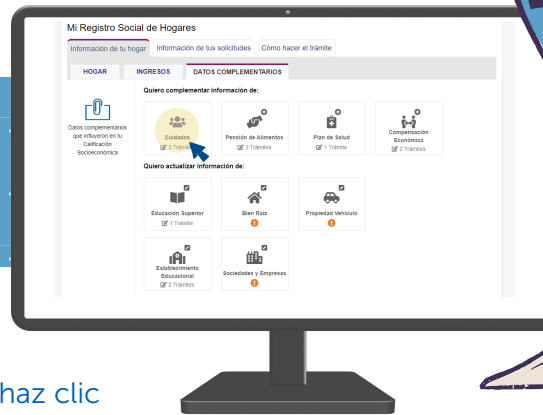 Mi Registro Social de Hogares
Información de tu hogar
Información de tus solicitudes
Cómo hacer el trámite
HOGAR
INGRESOS
DATOS COMPLEMENTARIOS
Datos complementarios
que influyeron en tu
Calificación
Socioeconómica
Quiero complementar información de:
Cuidados
3 Trámites
Pensión de Alimentos
3 Trámites
Plan de Salud
1 Trámite
Compensación
Económica
2 Trámites
Quiero actualizar información de:
Educación Superior
1 Trámite
Bien Raíz
Propiedad Vehículo
Establecimiento
Educacional
2 Trámites
Sociedades y Empresas
haz clic